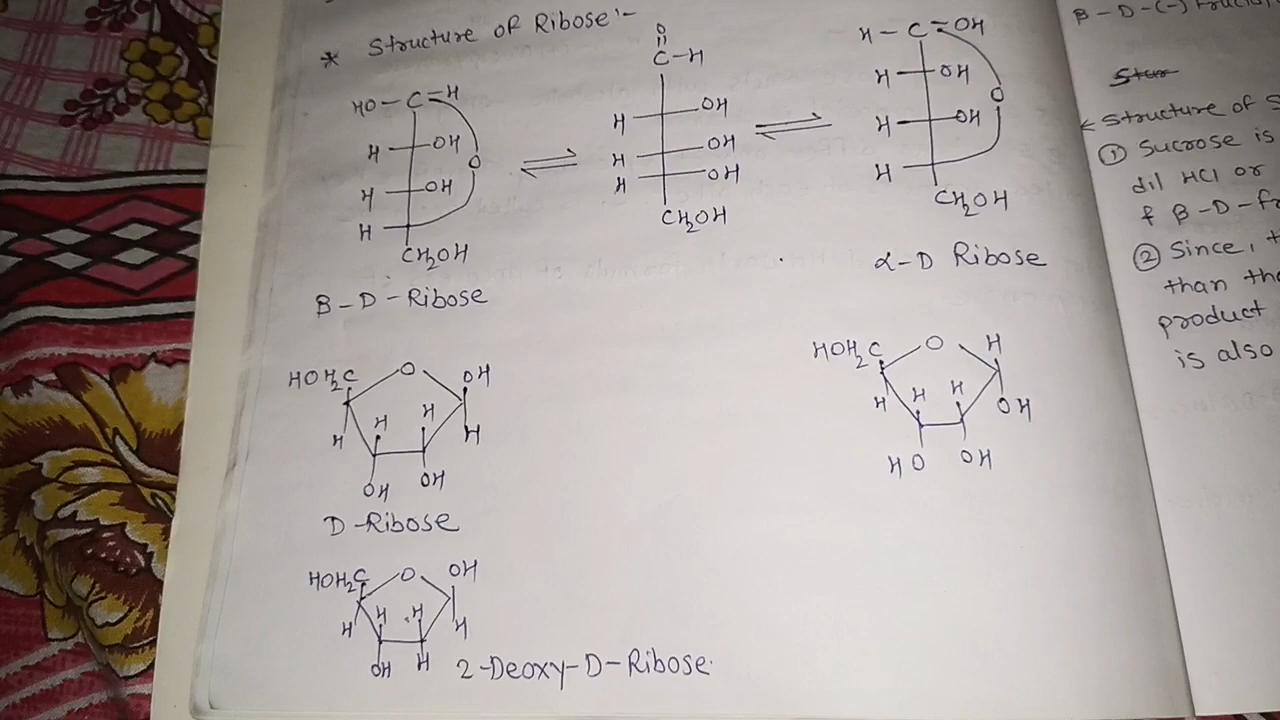 * Structure of Ribose :-
HO - C = H
H OH
O
H OH
H
CH2OH
B - D - Ribose
O
C - H
H OH
H OH
H OH
CH2OH
H - C = OH
H OH
O
H OH
H
CH2OH
α - D Ribose
HOH2C O OH
H H H H
OH OH
D - Ribose
HOH2C O H
H H H OH
HO OH
HOH2C O OH
H H H H
OH H
2-Deoxy-D-Ribose.
B - D - (-)
Structure of S
① Sucrose is
dil HCl or
f B - D - fr
② Since, t
than tha
product
is also